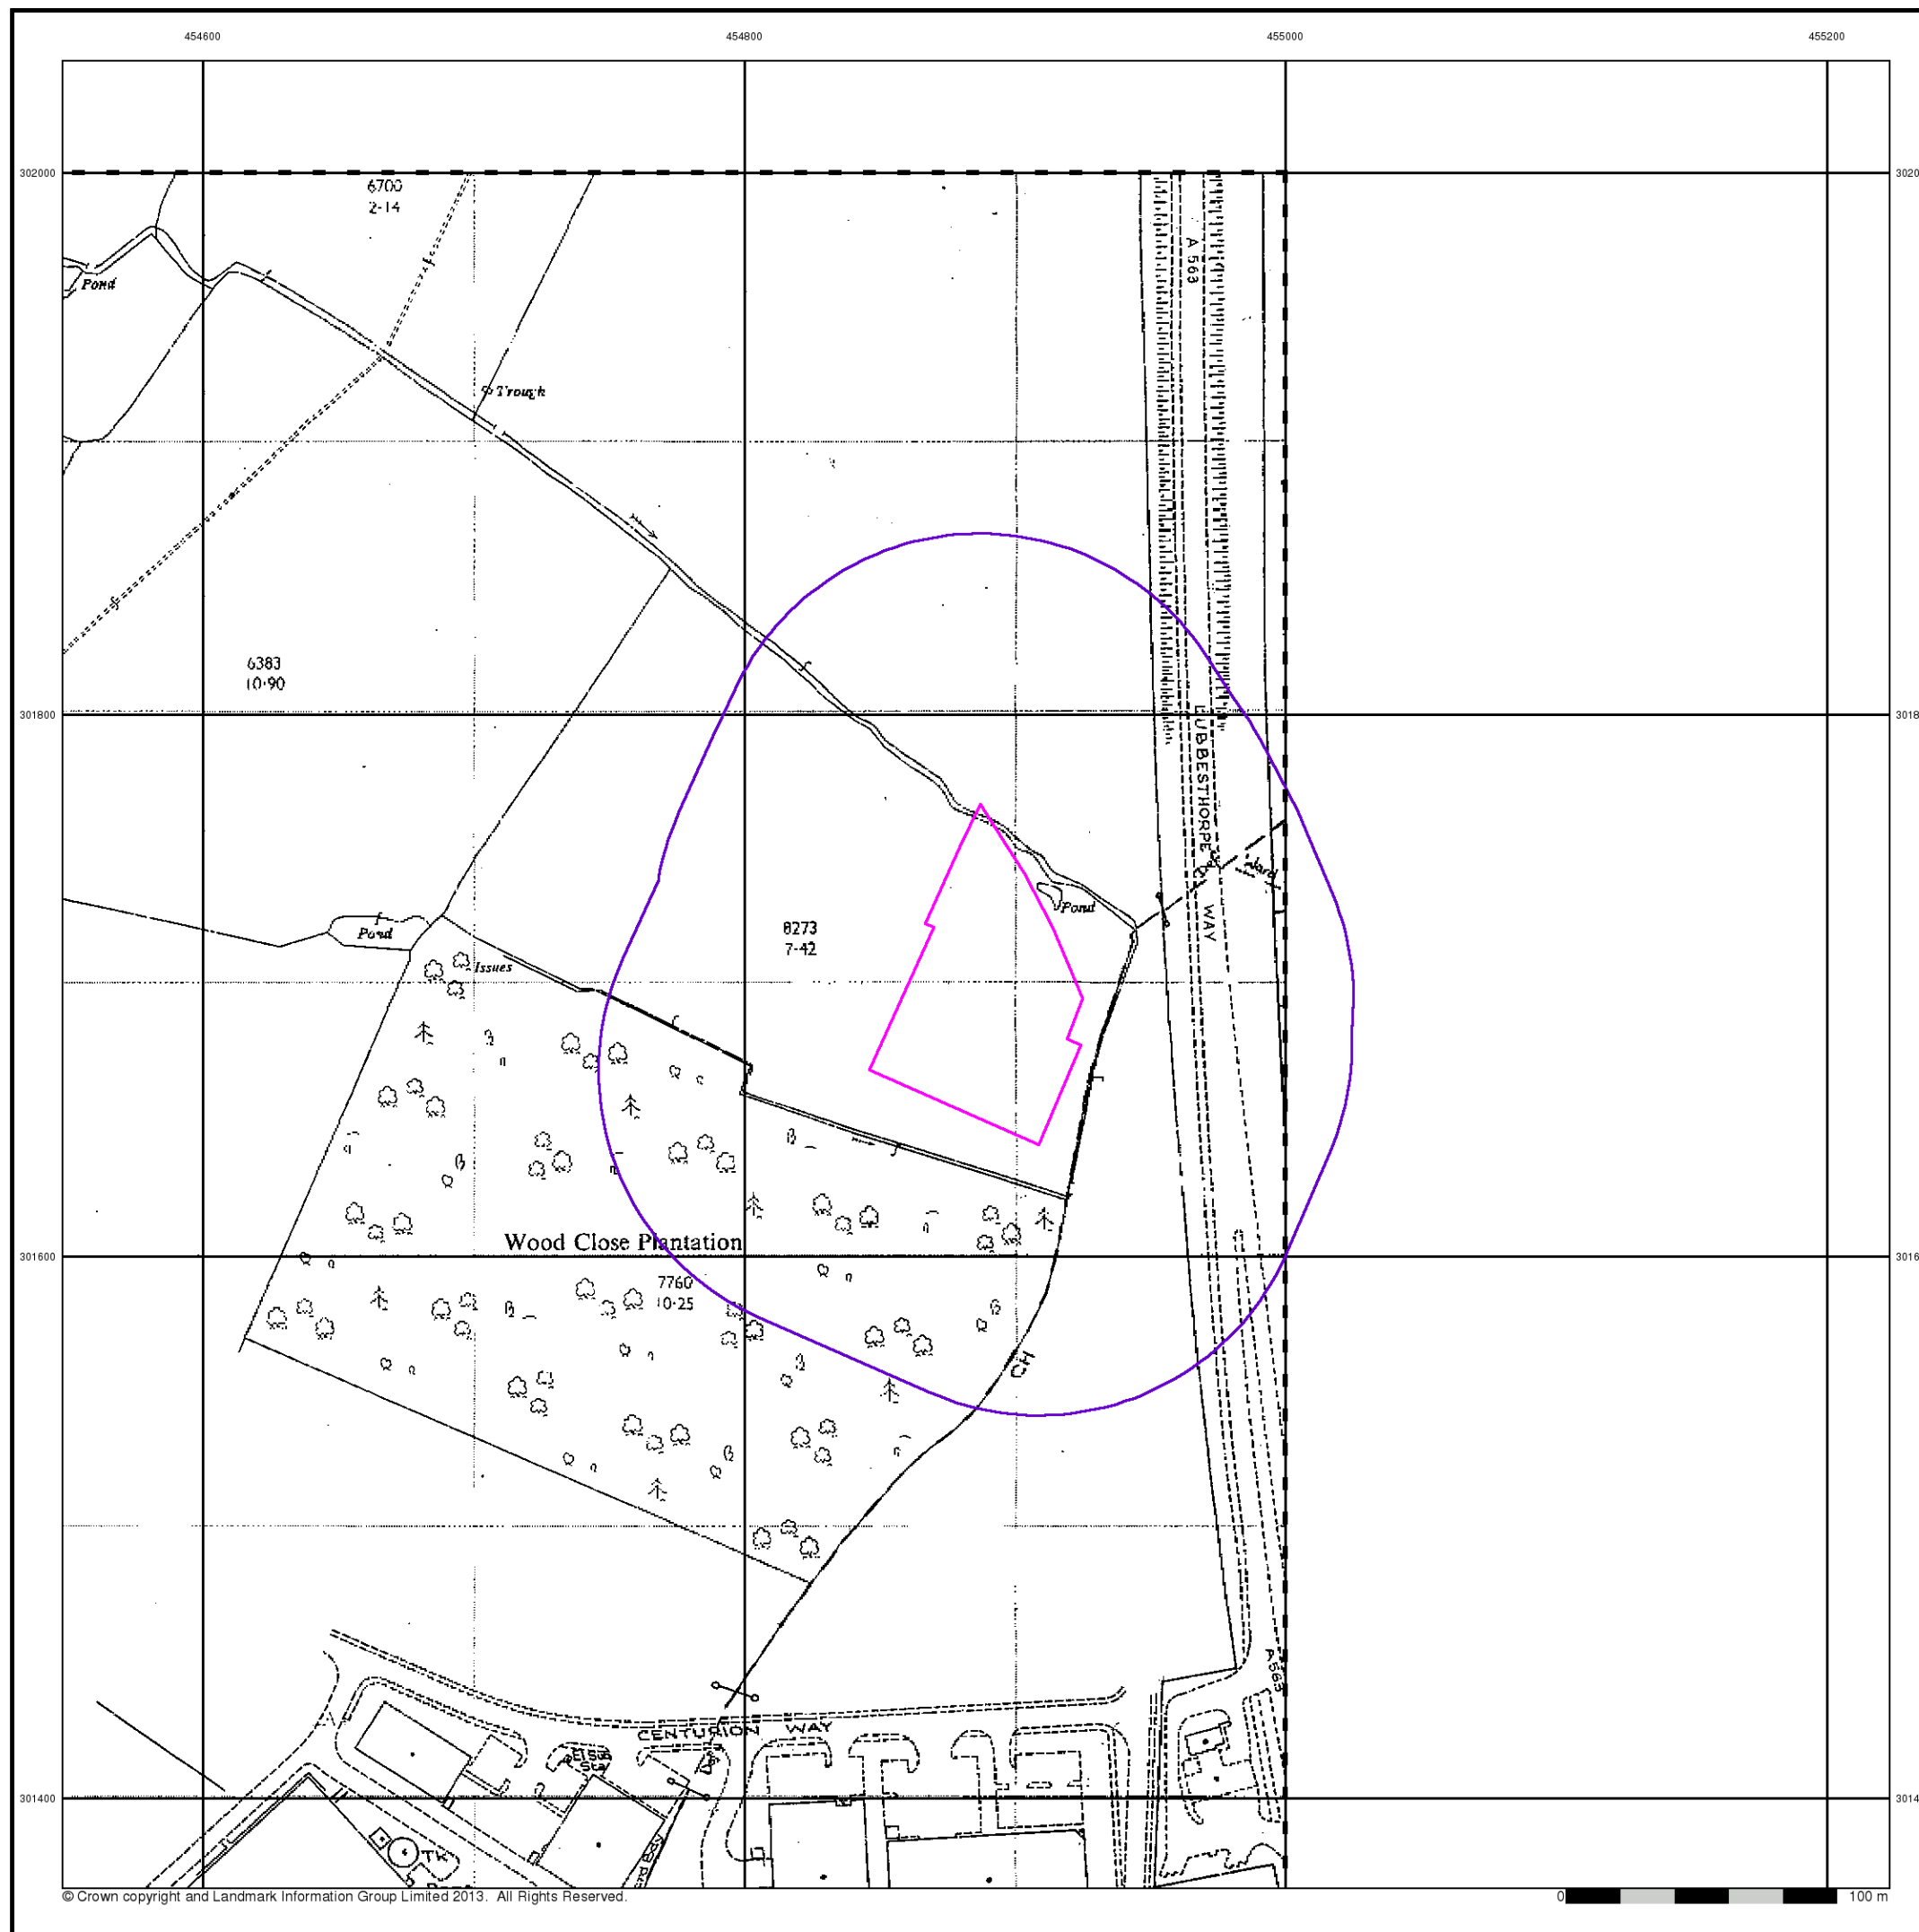 454600
454800
455000
455200
302000
6700
2·14
A 563
Pond
Trough
6383
10·90
301800
LUBBESTHORPE
WAY
Ward
8273
7·42
Pond
Pond
Issues
Wood Close Plantation
301600
7760
10·25
CH
A563
CENTURION WAY
El Sub
Sta
301400
TK
© Crown copyright and Landmark Information Group Limited 2013. All Rights Reserved.
0
100 m